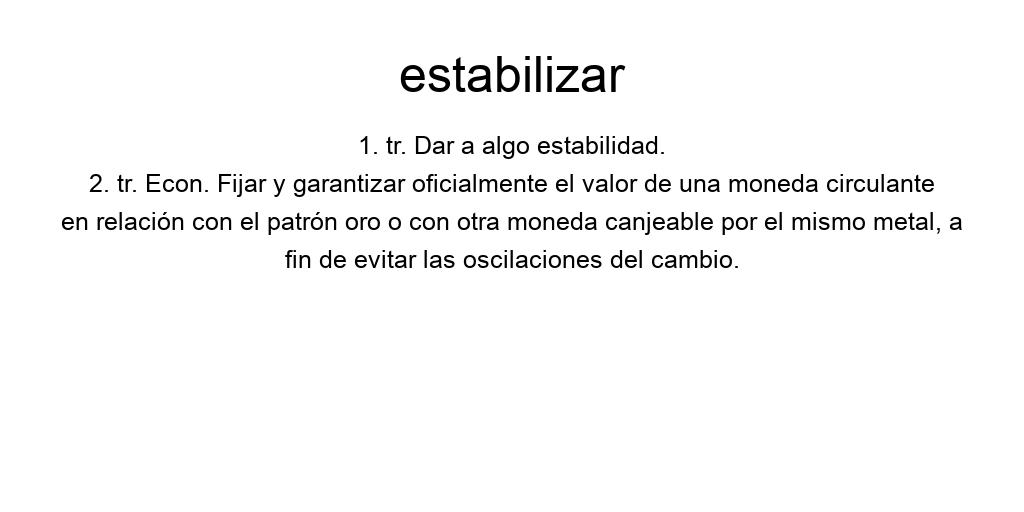 estabilizar
1. tr. Dar a algo estabilidad.
2. tr. Econ. Fijar y garantizar oficialmente el valor de una moneda circulante
en relación con el patrón oro o con otra moneda canjeable por el mismo metal, a
fin de evitar las oscilaciones del cambio.